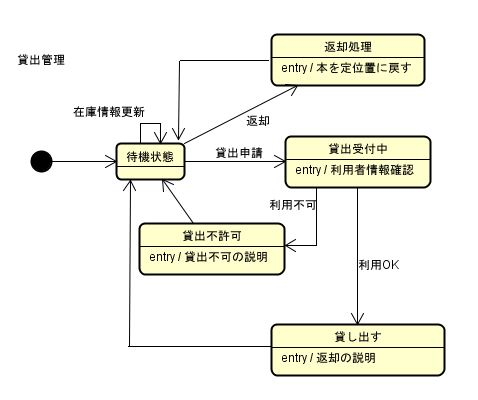 貸出管理
返却処理
entry / 本を定位置に戻す
在庫情報更新
返却
待機状態
貸出申請
貸出受付中
entry / 利用者情報確認
利用不可
貸出不許可
entry / 貸出不可の説明
利用OK
貸し出す
entry / 返却の説明